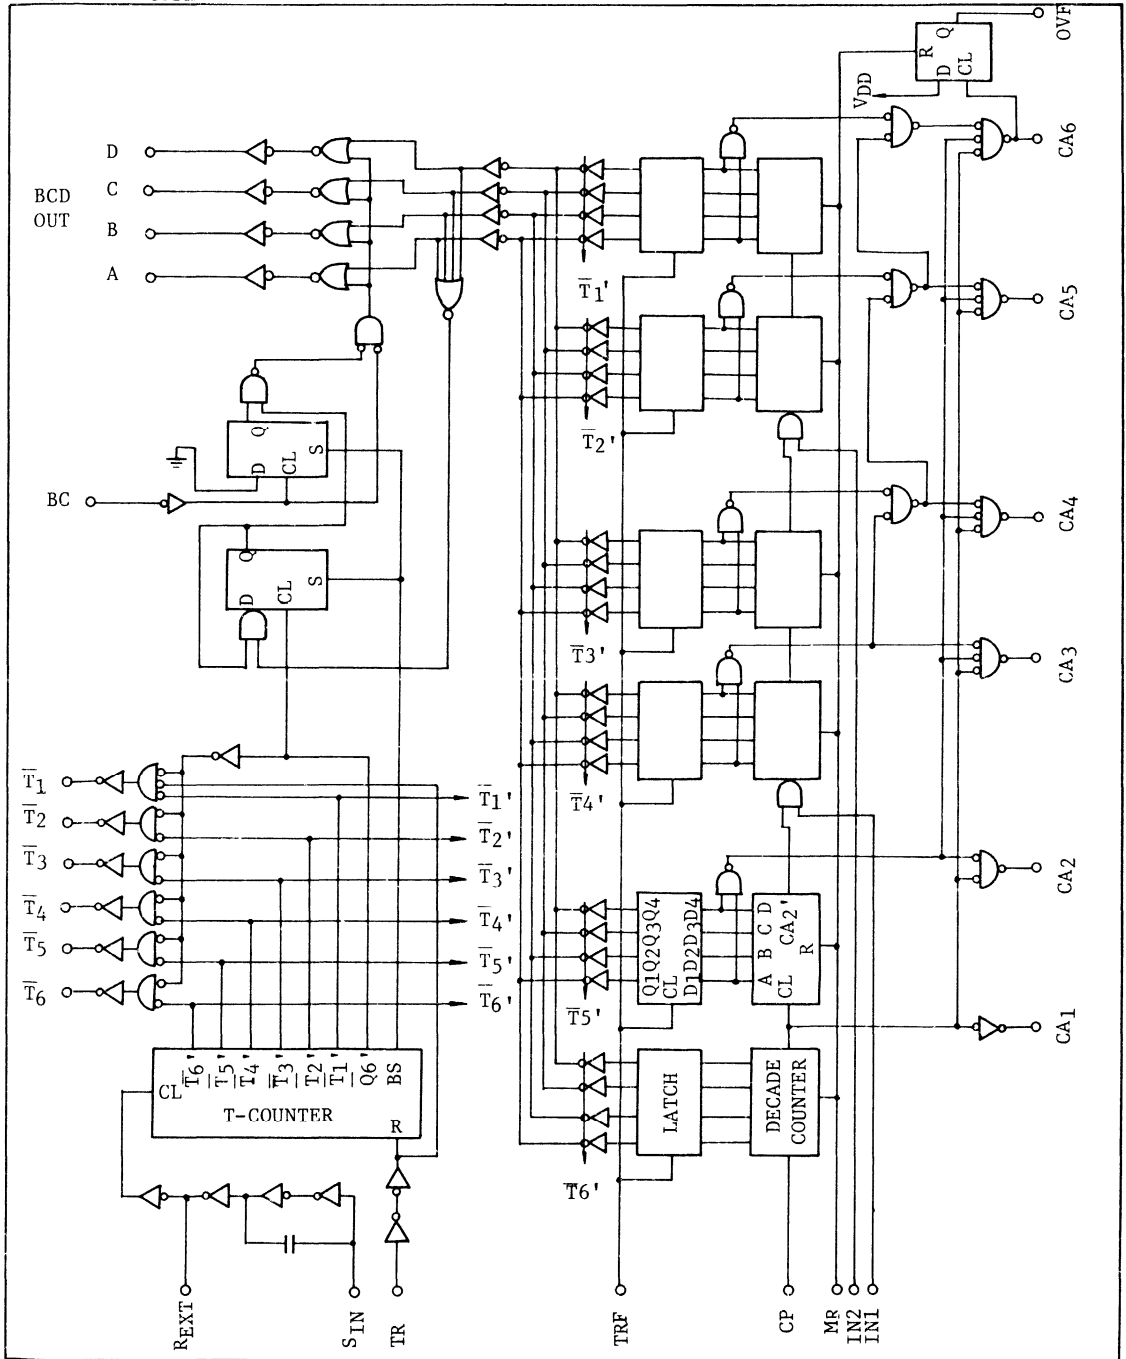 OVF
Q
R
D
CL
VDD
D
C
BCD
OUT
B
A
CA6
T̅1'
CA5
Q
S
D
CL
T̅2'
BC
CA4
Q
S
D
CL
T̅3'
CA3
T̅1
T̅1'
T̅4'
T̅2
T̅2'
T̅3
T̅3'
T̅4
T̅4'
T̅5
T̅5'
T̅6
T̅6'
CA2
Q1Q2Q3Q4
CL
D1D2D3D4
A B C D
CL
CA2'
R
T̅5'
CA1
CL
T̅6'
T̅5'
T̅4'
T̅3'
T̅2'
T̅1'
Q6'
BS
T-COUNTER
R
LATCH
DECADE
COUNTER
T̅6'
REXT
SIN
TR
TRF
CP
MR
IN2
IN1